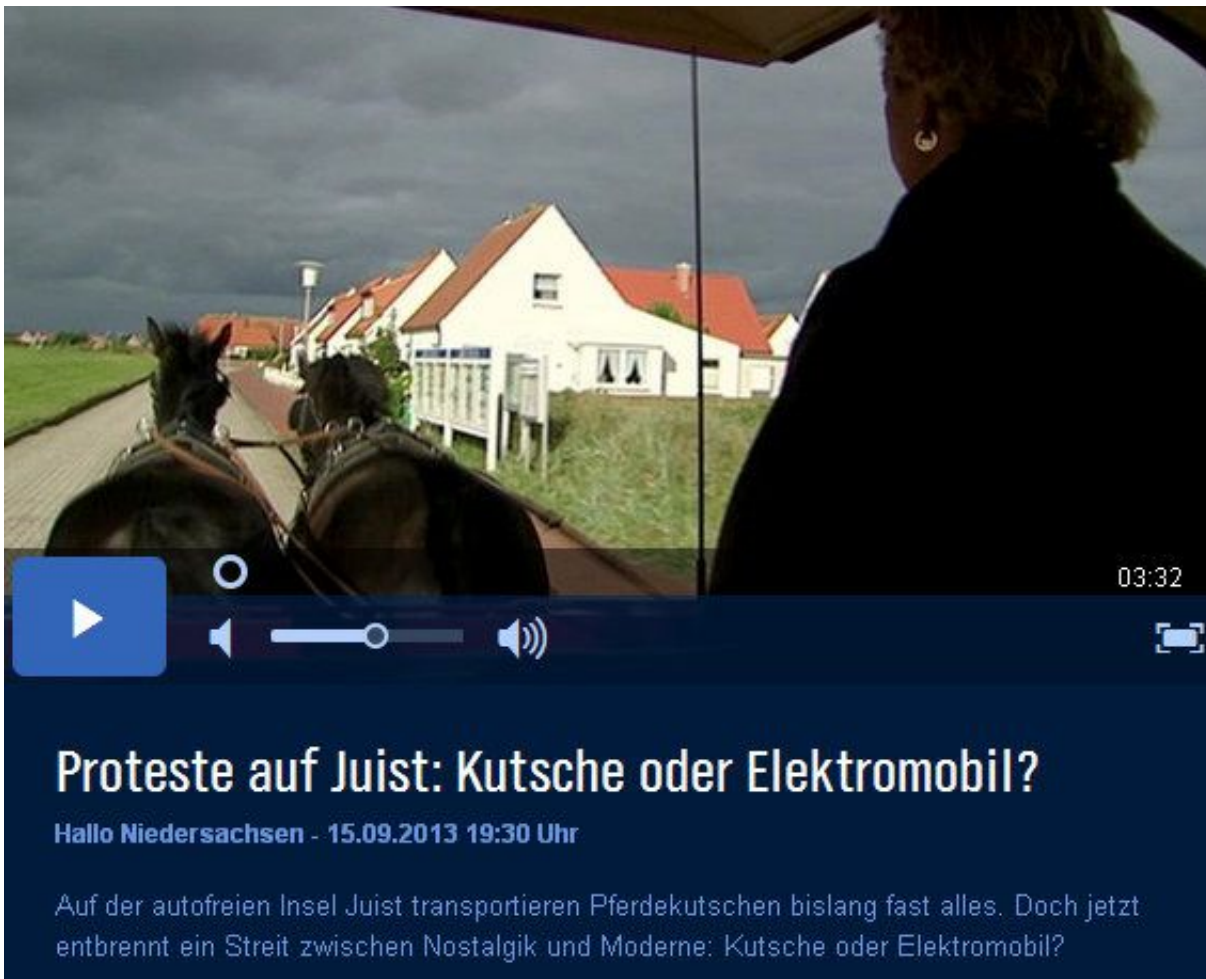 03:32
Proteste auf Juist: Kutsche oder Elektromobil?
Hallo Niedersachsen - 15.09.2013 19:30 Uhr
Auf der autofreien Insel Juist transportieren Pferdekutschen bislang fast alles. Doch jetzt
entbrennt ein Streit zwischen Nostalgik und Moderne: Kutsche oder Elektromobil?